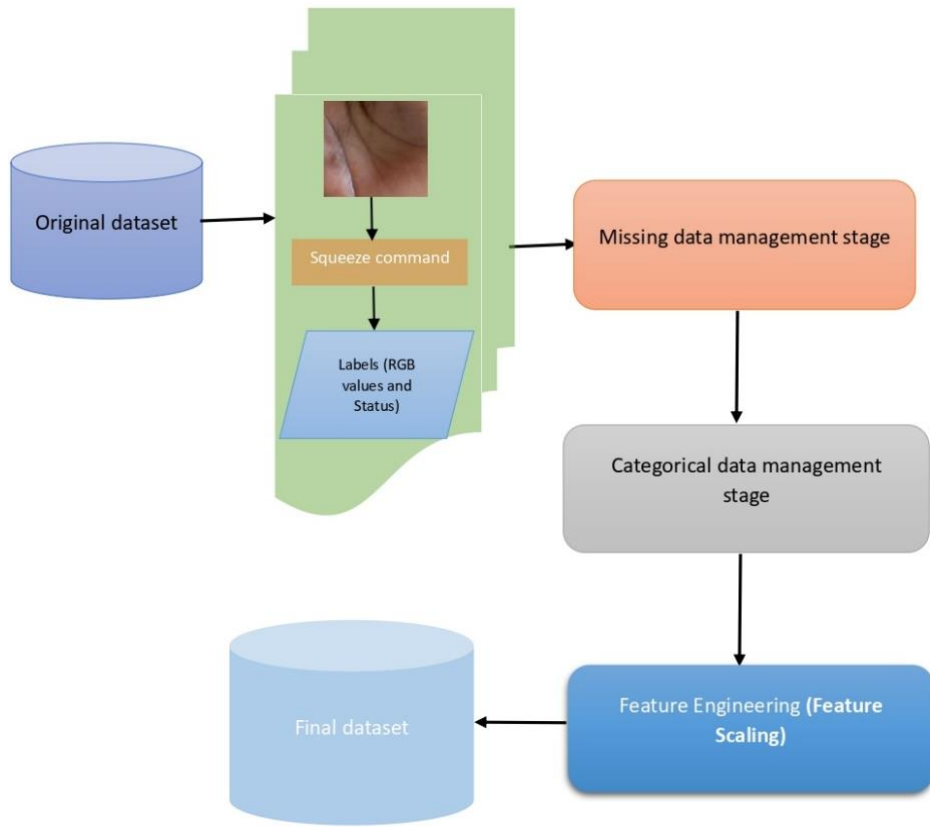 Original dataset
Squeeze command
Labels (RGB
values and
Status)
Missing data management stage
Categorical data management
stage
Feature Engineering (Feature
Scaling)
Final dataset